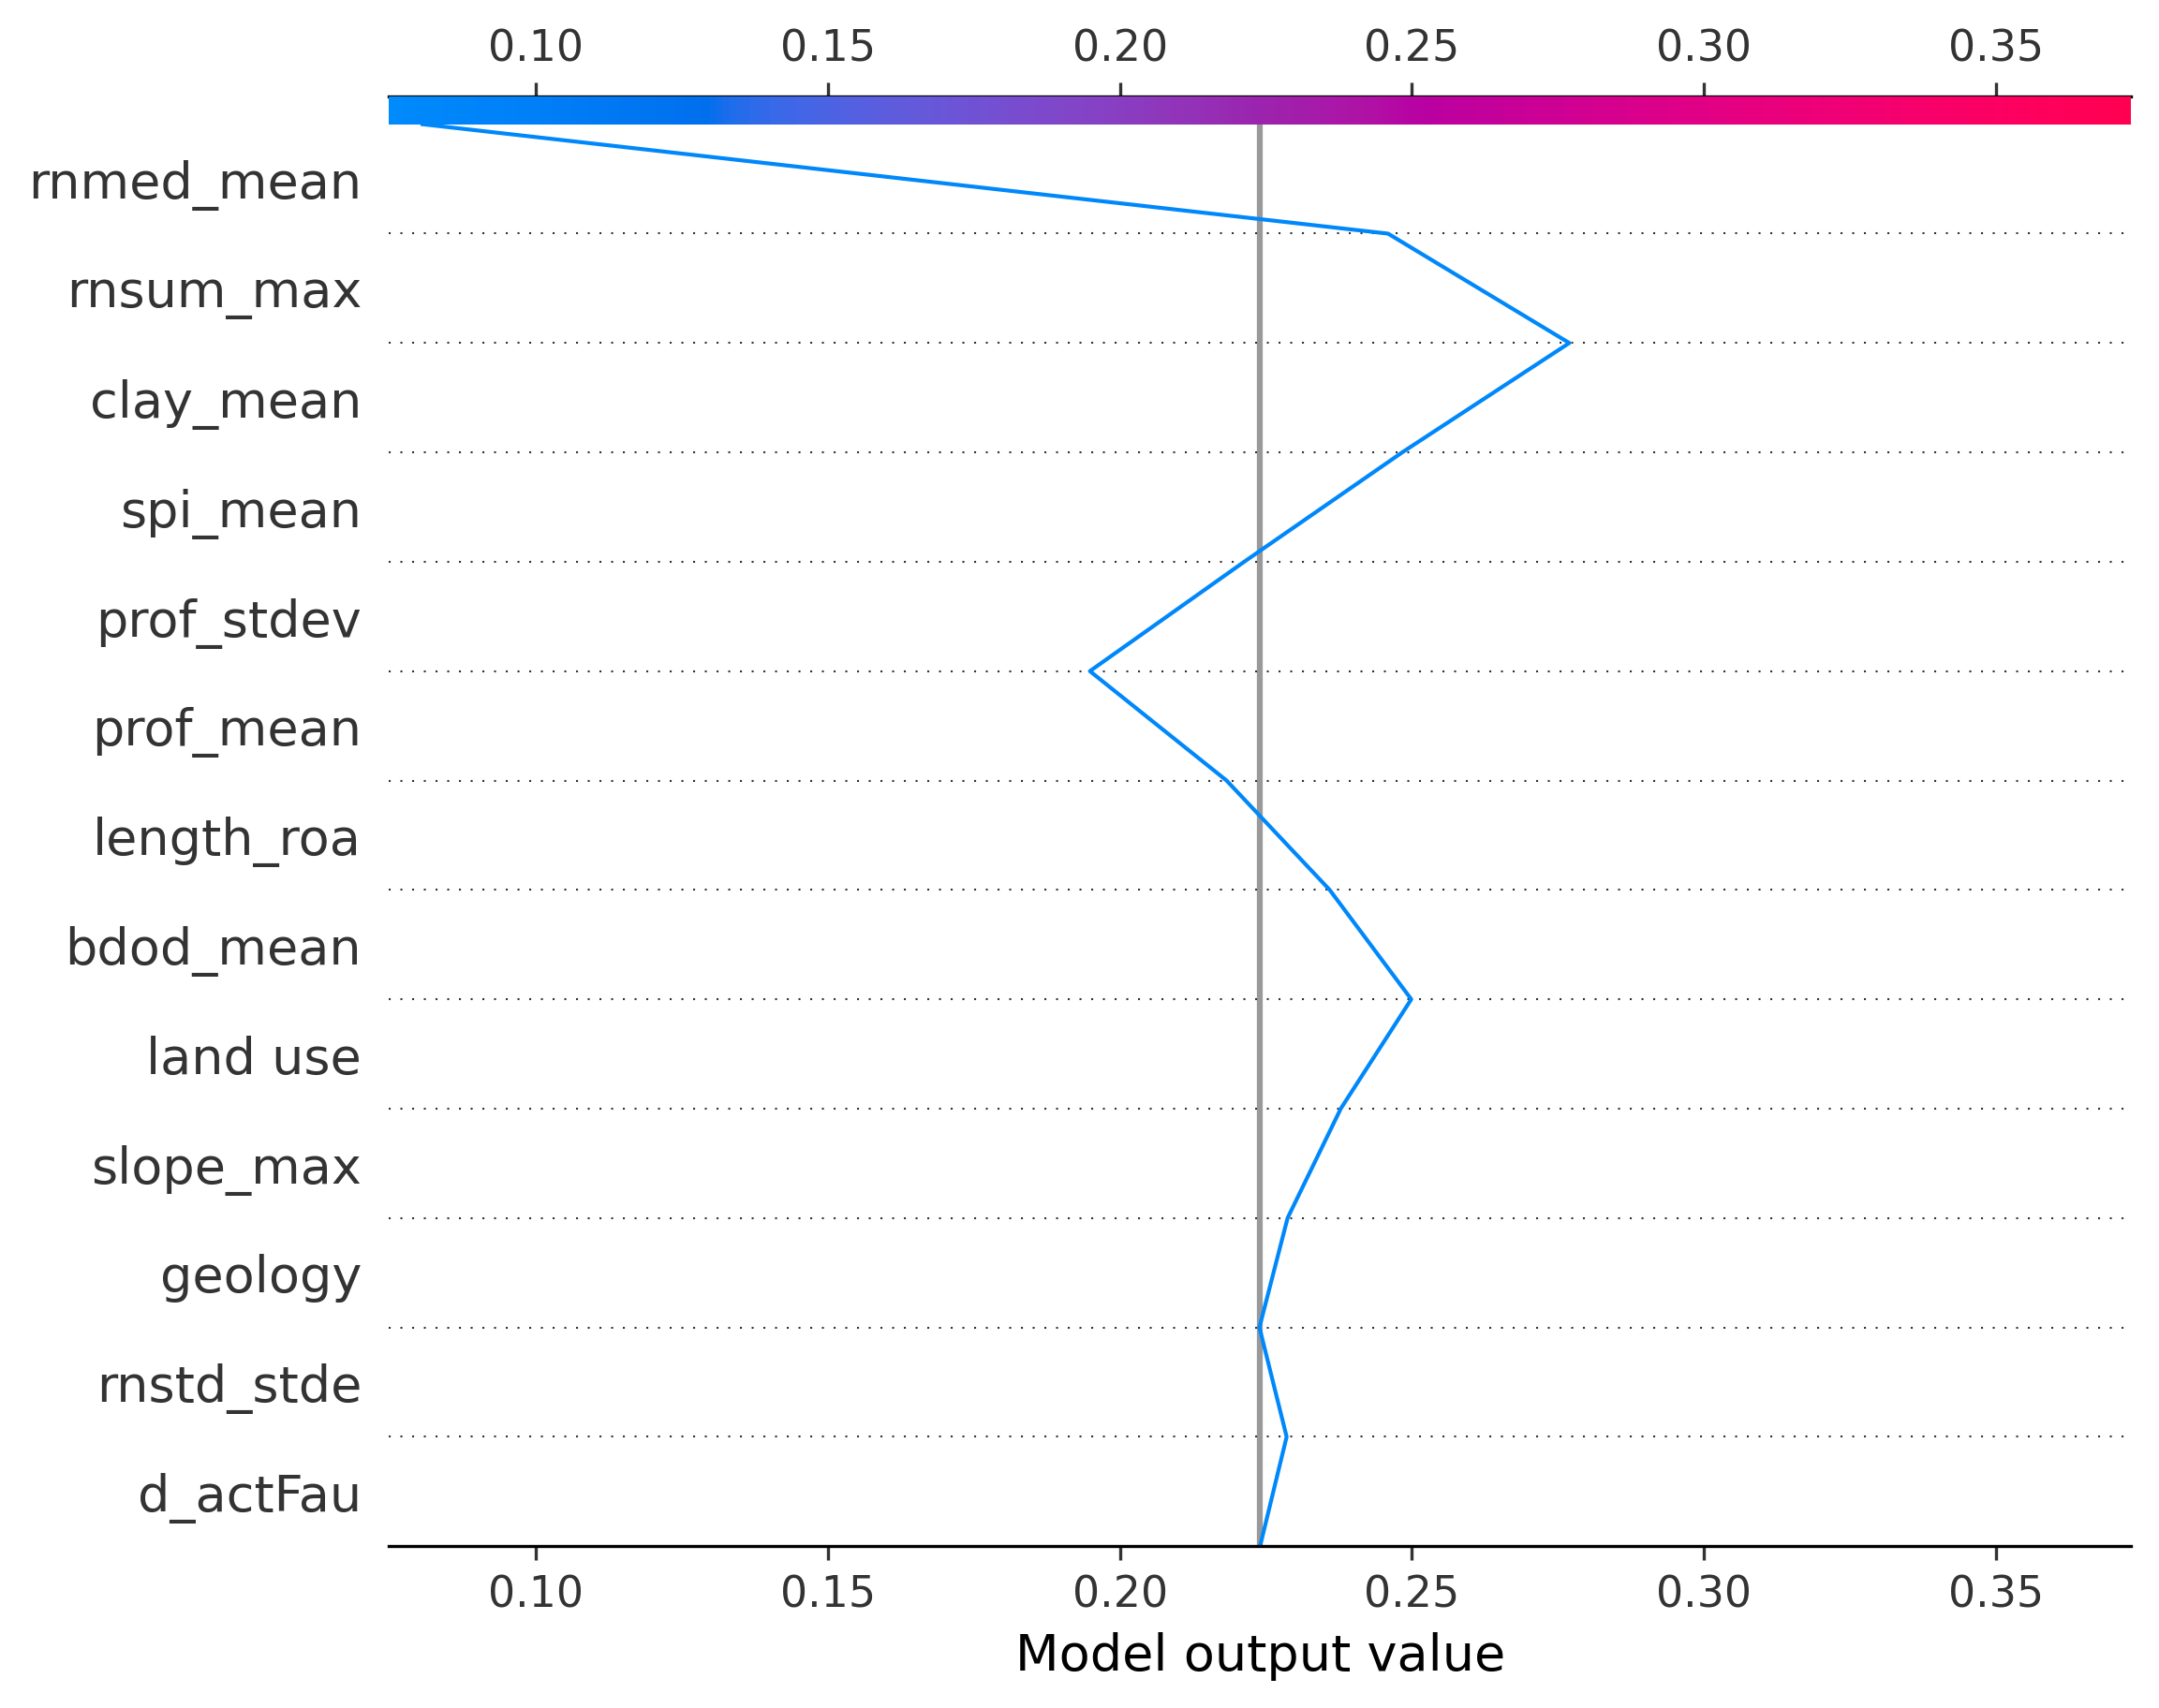 0.10 0.15 0.20 0.25 0.30 0.35
rnmed_mean
rnsum_max
clay_mean
spi_mean
prof_stdev
prof_mean
length_roa
bdod_mean
land use
slope_max
geology
rnstd_stde
d_actFau
0.10 0.15 0.20 0.25 0.30 0.35
Model output value